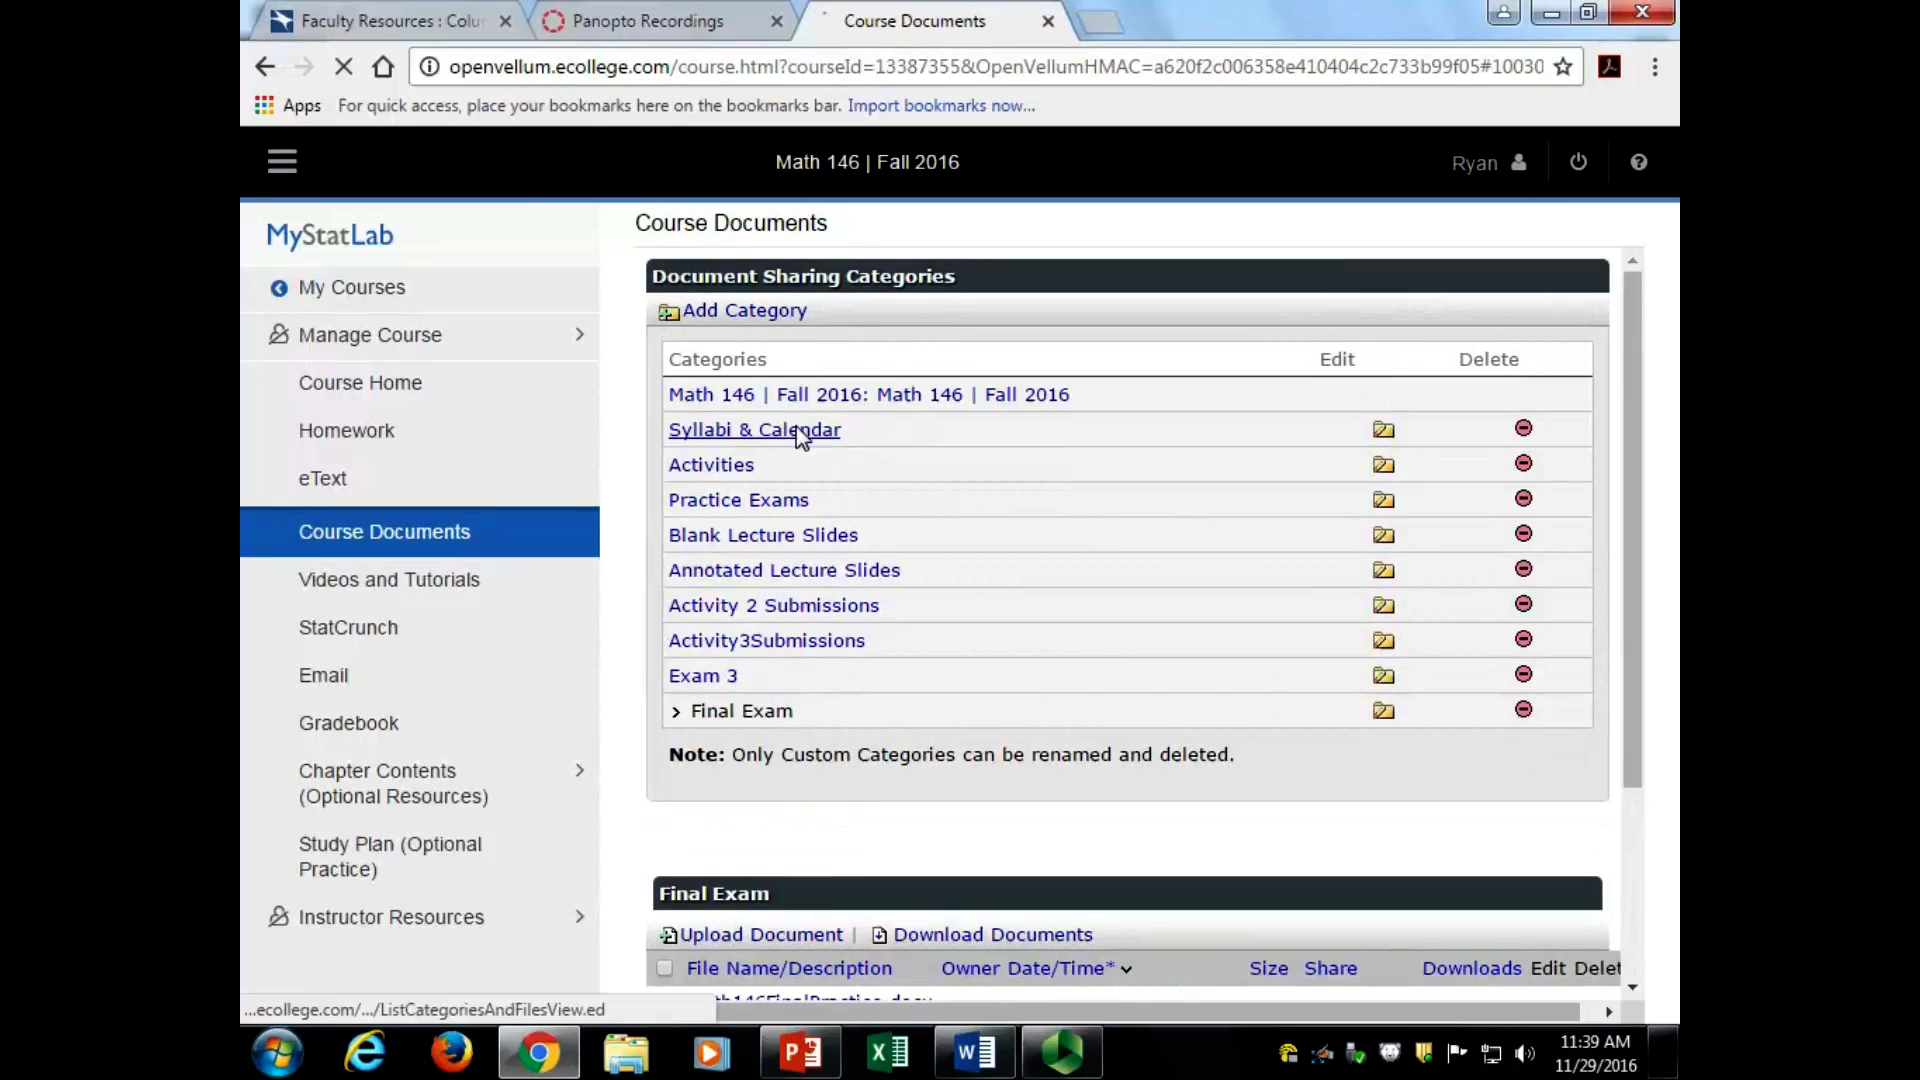 Faculty Resources : Colu
Panopto Recordings
Course Documents
openvellum.ecollege.com/course.html?courseId=13387355&OpenVellumHMAC=a620f2c006358e410404c2c733b99f05#10030
Apps For quick access, place your bookmarks here on the bookmarks bar. Import bookmarks now...
Math 146 | Fall 2016
Ryan
MyStatLab
My Courses
Manage Course
Course Home
Homework
eText
Course Documents
Videos and Tutorials
StatCrunch
Email
Gradebook
Chapter Contents
(Optional Resources)
Study Plan (Optional
Practice)
Instructor Resources
Course Documents
Document Sharing Categories
Add Category
Categories Edit Delete
Math 146 | Fall 2016: Math 146 | Fall 2016
Syllabi & Calendar
Activities
Practice Exams
Blank Lecture Slides
Annotated Lecture Slides
Activity 2 Submissions
Activity3Submissions
Exam 3
> Final Exam
Note: Only Custom Categories can be renamed and deleted.
Final Exam
Upload Document | Download Documents
File Name/Description Owner Date/Time* Size Share Downloads Edit Delet
...ecollege.com/.../ListCategoriesAndFilesView.ed
11:39 AM
11/29/2016